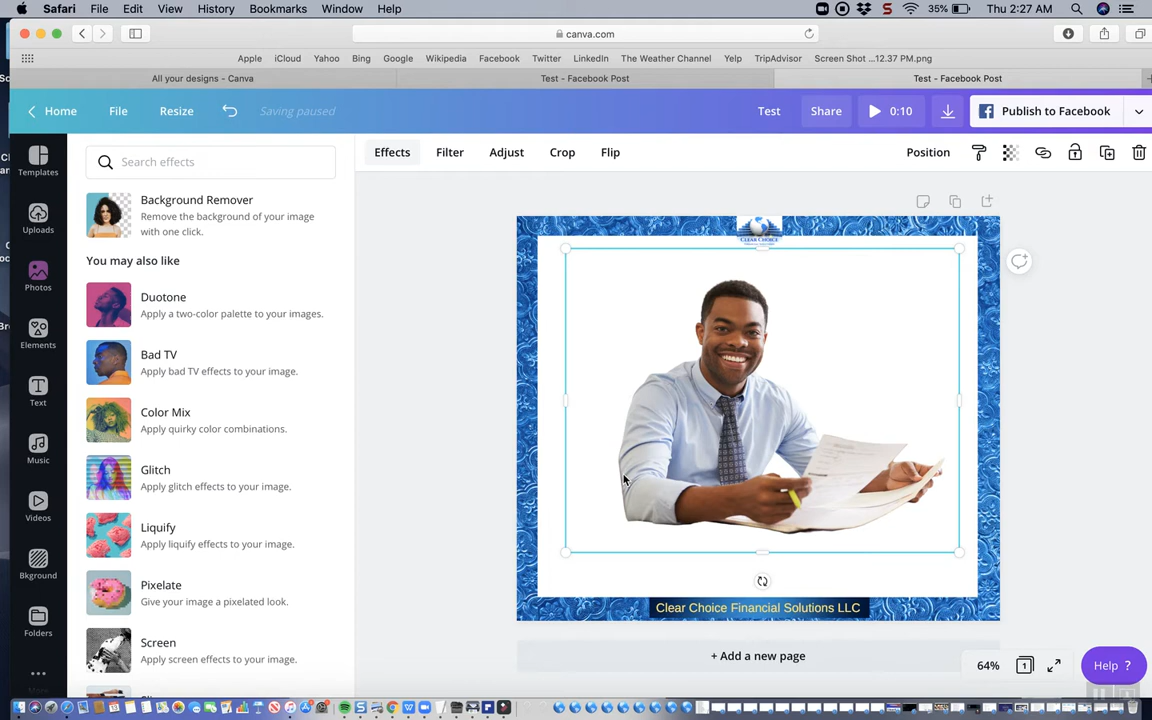 Safari File Edit View History Bookmarks Window Help 35% Thu 2:27 AM
canva.com
Apple iCloud Yahoo Bing Google Wikipedia Facebook Twitter LinkedIn The Weather Channel Yelp TripAdvisor Screen Shot ...12.37 PM.png
All your designs - Canva Test - Facebook Post Test - Facebook Post
Home File Resize Saving paused Test Share 0:10 Publish to Facebook
Effects Filter Adjust Crop Flip Position
Search effects
Templates
Uploads
Photos
Elements
Text
Music
Videos
Bkground
Folders
Background Remover
Remove the background of your image
with one click.
You may also like
Duotone
Apply a two-color palette to your images.
Bad TV
Apply bad TV effects to your image.
Color Mix
Apply quirky color combinations.
Glitch
Apply glitch effects to your image.
Liquify
Apply liquify effects to your image.
Pixelate
Give your image a pixelated look.
Screen
Apply screen effects to your image.
CLEAR CHOICE
Clear Choice Financial Solutions LLC
+ Add a new page
64% 1 Help ?